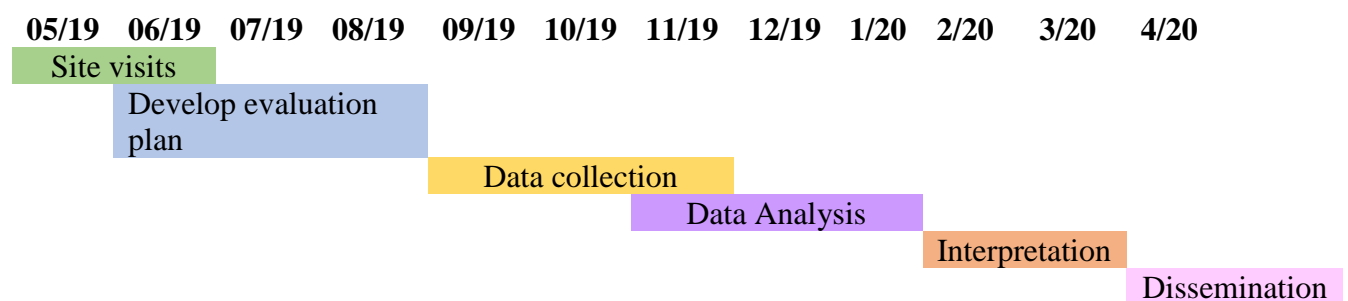 05/19 06/19 07/19 08/19 09/19 10/19 11/19 12/19 1/20 2/20 3/20 4/20
Site visits
Develop evaluation
plan
Data collection
Data Analysis
Interpretation
Dissemination